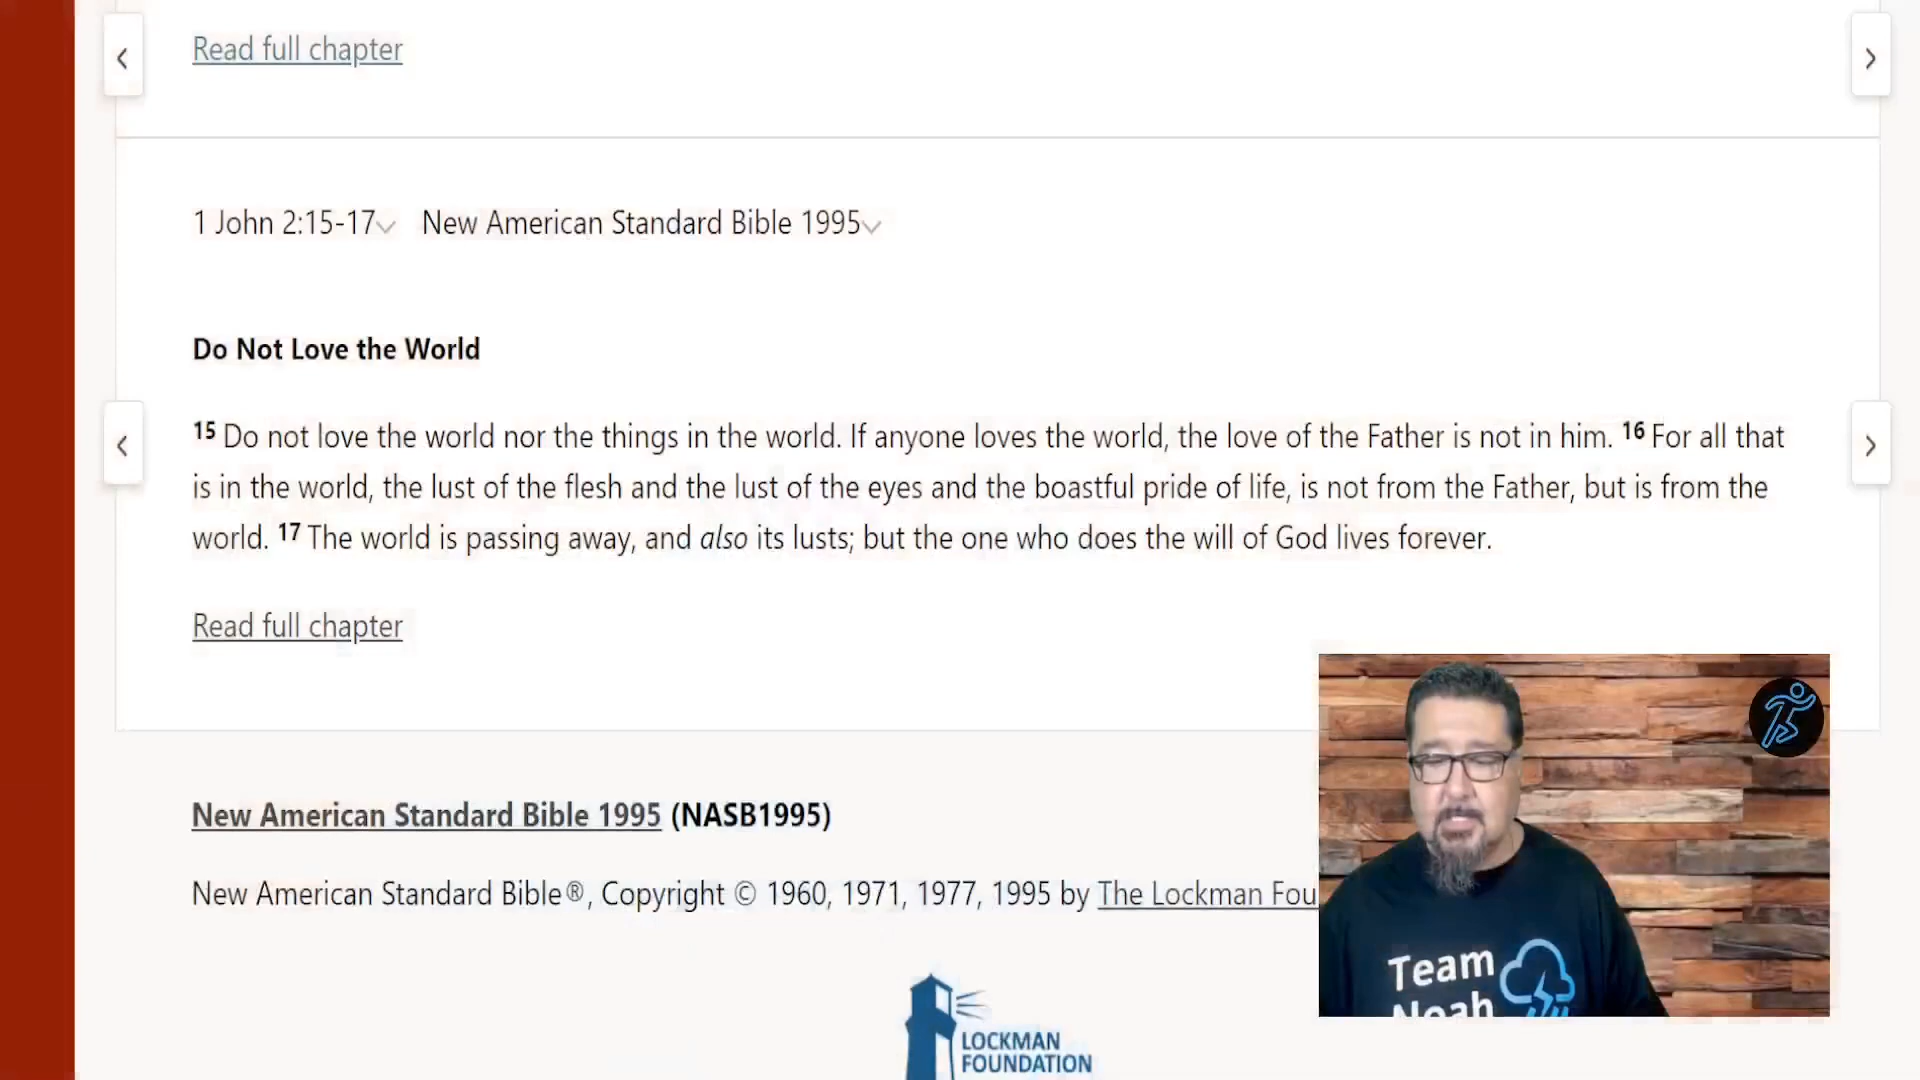 Read full chapter
1 John 2:15-17 New American Standard Bible 1995
Do Not Love the World
15 Do not love the world nor the things in the world. If anyone loves the world, the love of the Father is not in him. 16 For all that
is in the world, the lust of the flesh and the lust of the eyes and the boastful pride of life, is not from the Father, but is from the
world. 17 The world is passing away, and also its lusts; but the one who does the will of God lives forever.
Read full chapter
New American Standard Bible 1995 (NASB1995)
New American Standard Bible®, Copyright © 1960, 1971, 1977, 1995 by The Lockman Fou
LOCKMAN
FOUNDATION
Team
Noah